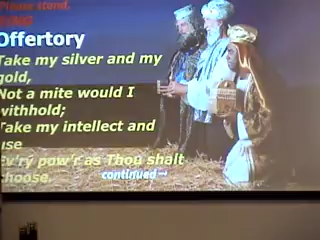 Please stand.
Offertory
Take my silver and my
gold,
Not a mite would I
withhold;
Take my intellect and
use
Ev'ry pow'r as Thou shalt
choose.
continued